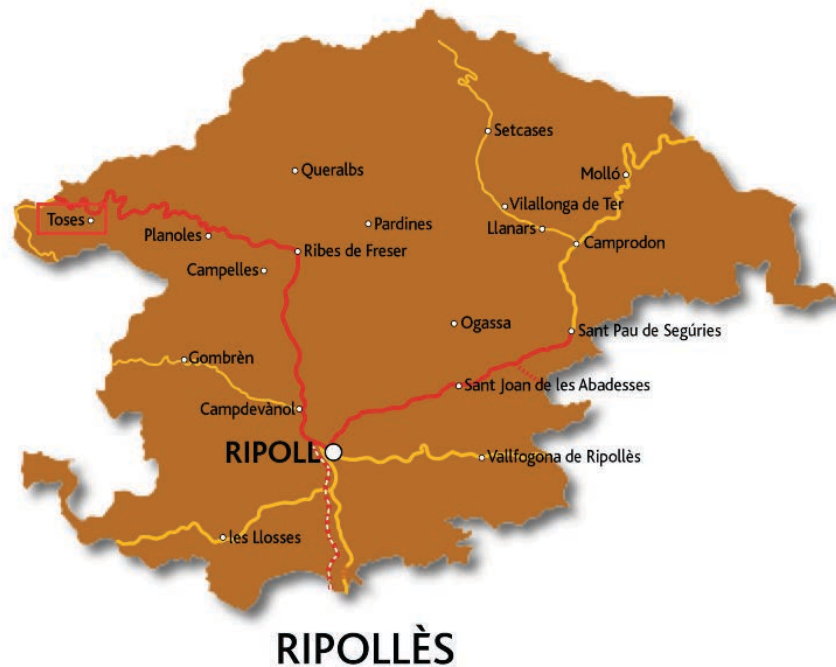 Setcases
Queralbs
Molló
Vilallonga de Ter
Toses
Pardines
Llanars
Planoles
Camprodon
Ribes de Freser
Campelles
Ogassa
Sant Pau de Segúries
Gombrèn
Sant Joan de les Abadesses
Campdevànol
RIPOLL
Vallfogona de Ripollès
les Llosses
RIPOLLÈS